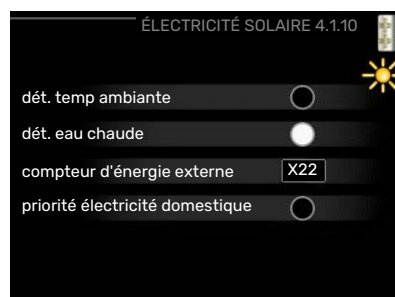 ÉLECTRICITÉ SOLAIRE 4.1.10
dét. temp ambiante
dét. eau chaude
compteur d'énergie externe X22
priorité électricité domestique